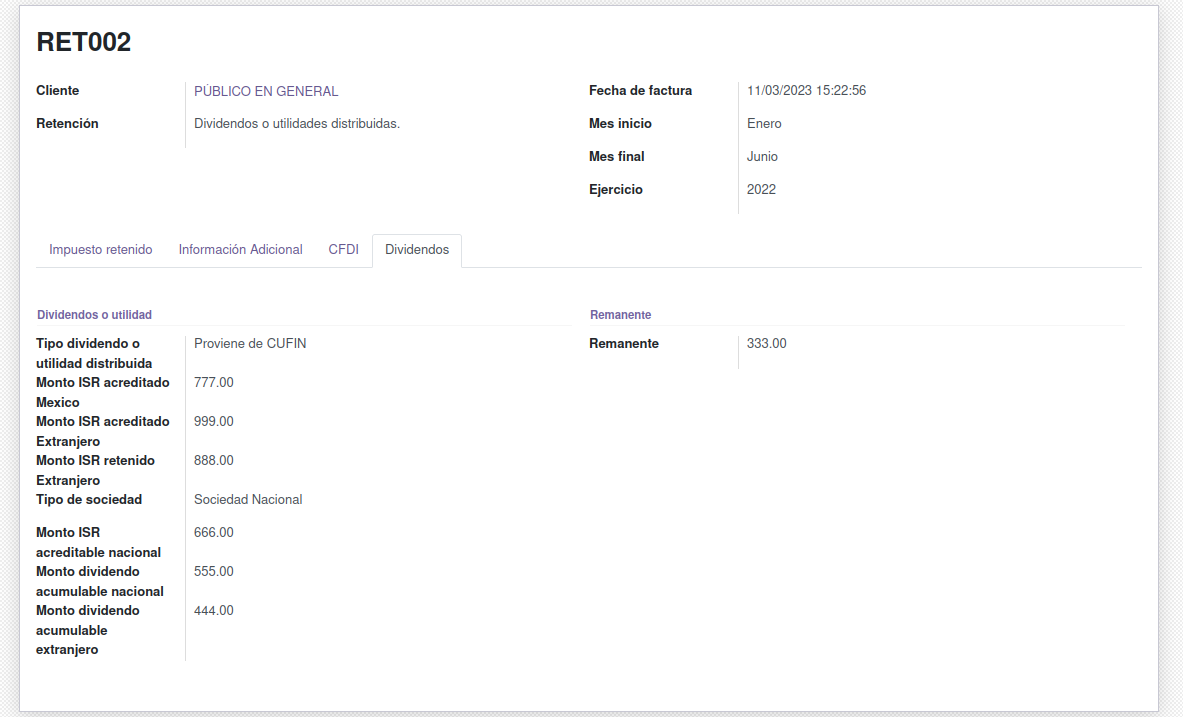 RET002
Cliente PÚBLICO EN GENERAL
Retención Dividendos o utilidades distribuidas.
Fecha de factura 11/03/2023 15:22:56
Mes inicio Enero
Mes final Junio
Ejercicio 2022
Impuesto retenido Información Adicional CFDI Dividendos
Dividendos o utilidad
Tipo dividendo o Proviene de CUFIN
utilidad distribuida
Monto ISR acreditado 777.00
Mexico
Monto ISR acreditado 999.00
Extranjero
Monto ISR retenido 888.00
Extranjero
Tipo de sociedad Sociedad Nacional
Monto ISR 666.00
acreditable nacional
Monto dividendo 555.00
acumulable nacional
Monto dividendo 444.00
acumulable
extranjero
Remanente
Remanente 333.00